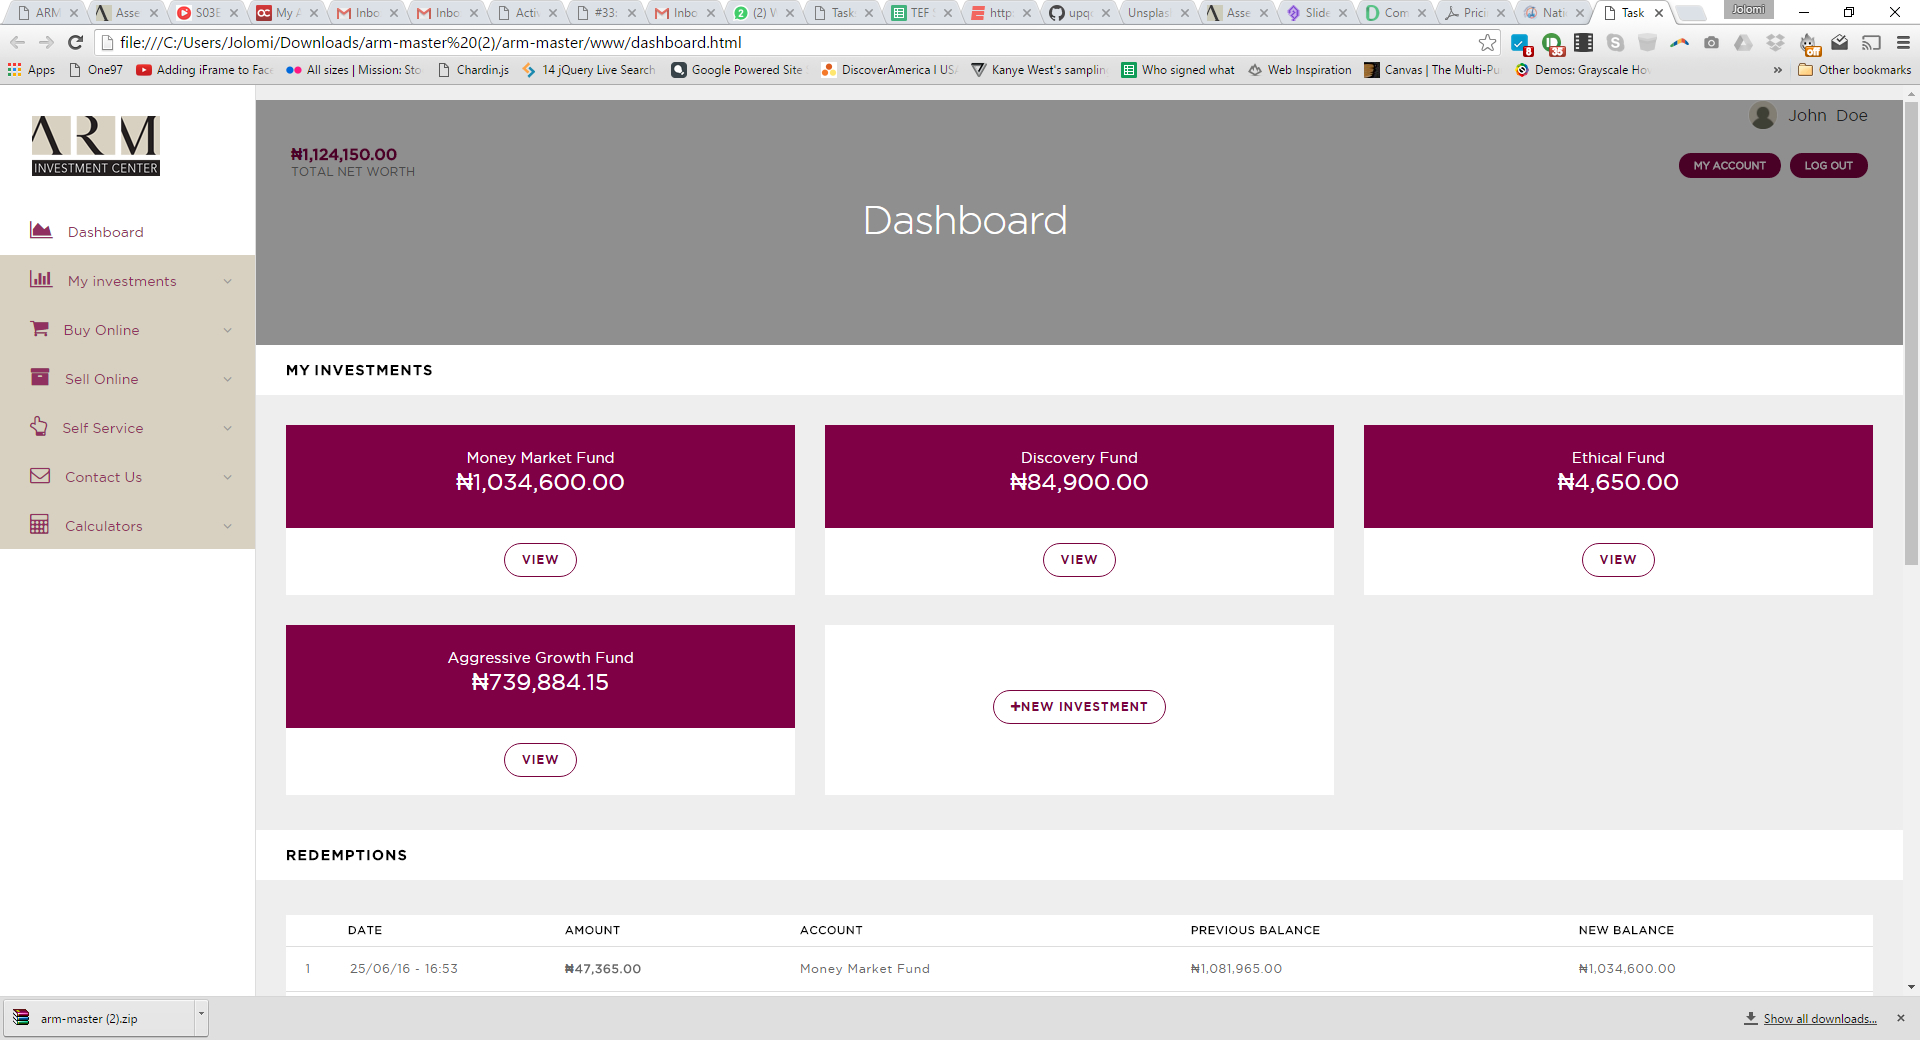 ARM
Asse
S03E
My A
Inbo
Inbo
Activ
#33:
Inbo
(2) W
Task
TEF
http:
upq
Unsplas
Asse
Slide
Com
Prici
Nati
Task
Jolomi
file:///C:/Users/Jolomi/Downloads/arm-master%20(2)/arm-master/www/dashboard.html
8
35
off
Apps
One97
Adding iFrame to Fac
All sizes | Mission: Sto
Chardin.js
14 jQuery Live Search
Google Powered Site
DiscoverAmerica | US
Kanye West's samplin
Who signed what
Web Inspiration
Canvas | The Multi-Pu
Demos: Grayscale Ho
»
Other bookmarks
ARM
INVESTMENT CENTER
Dashboard
My investments
Buy Online
Sell Online
Self Service
Contact Us
Calculators
John Doe
₦1,124,150.00
TOTAL NET WORTH
MY ACCOUNT
LOG OUT
Dashboard
MY INVESTMENTS
Money Market Fund
₦1,034,600.00
VIEW
Discovery Fund
₦84,900.00
VIEW
Ethical Fund
₦4,650.00
VIEW
Aggressive Growth Fund
₦739,884.15
VIEW
+NEW INVESTMENT
REDEMPTIONS
DATE AMOUNT ACCOUNT PREVIOUS BALANCE NEW BALANCE
1 25/06/16 - 16:53 ₦47,365.00 Money Market Fund ₦1,081,965.00 ₦1,034,600.00
arm-master (2).zip
Show all downloads...